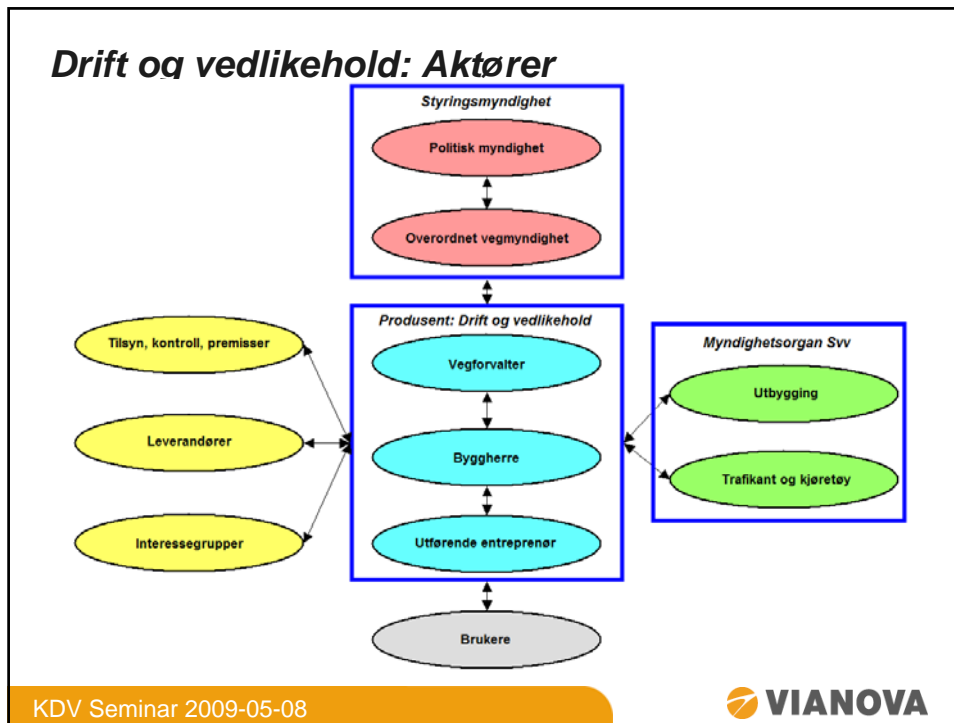 Drift og vedlikehold: Aktører
Styringsmyndighet
Politisk myndighet
Overordnet vegmyndighet
Produsent: Drift og vedlikehold
Vegforvalter
Byggherre
Utførende entreprenør
Tilsyn, kontroll, premisser
Leverandører
Interessegrupper
Myndighetsorgan Svv
Utbygging
Trafikant og kjøretøy
Brukere
KDV Seminar 2009-05-08
VIANOVA